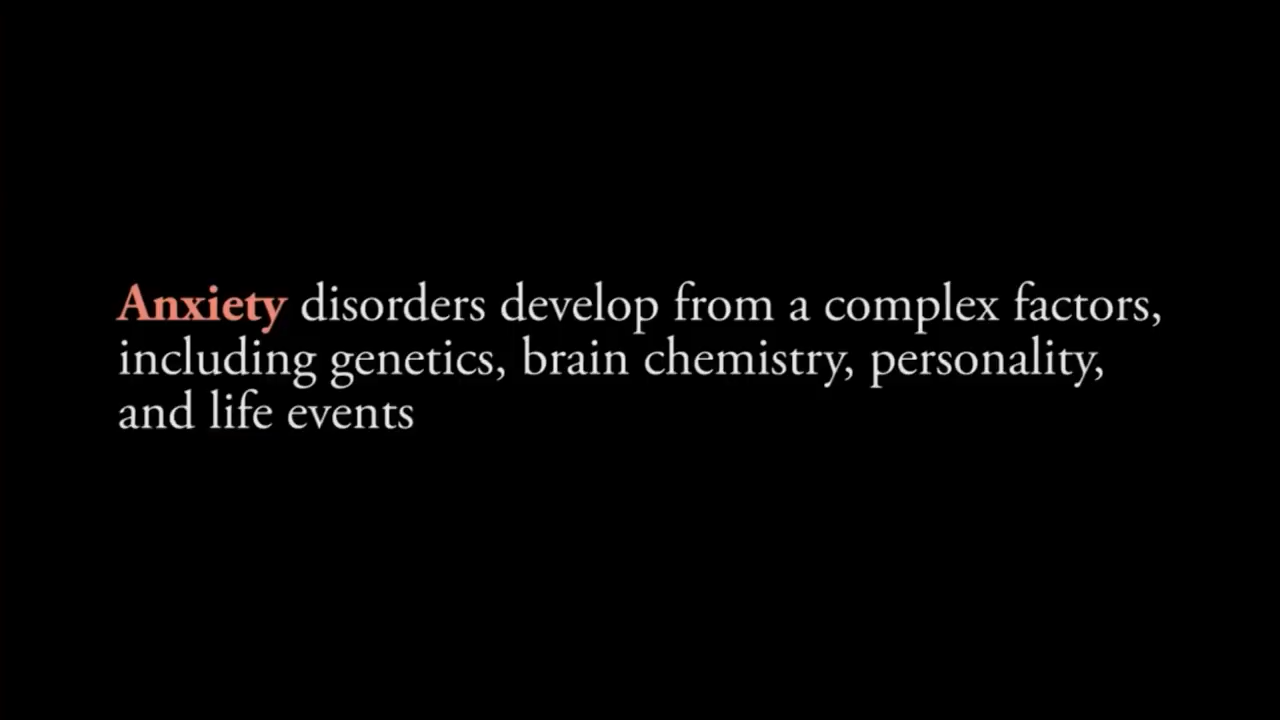 Anxiety disorders develop from a complex factors,
including genetics, brain chemistry, personality,
and life events